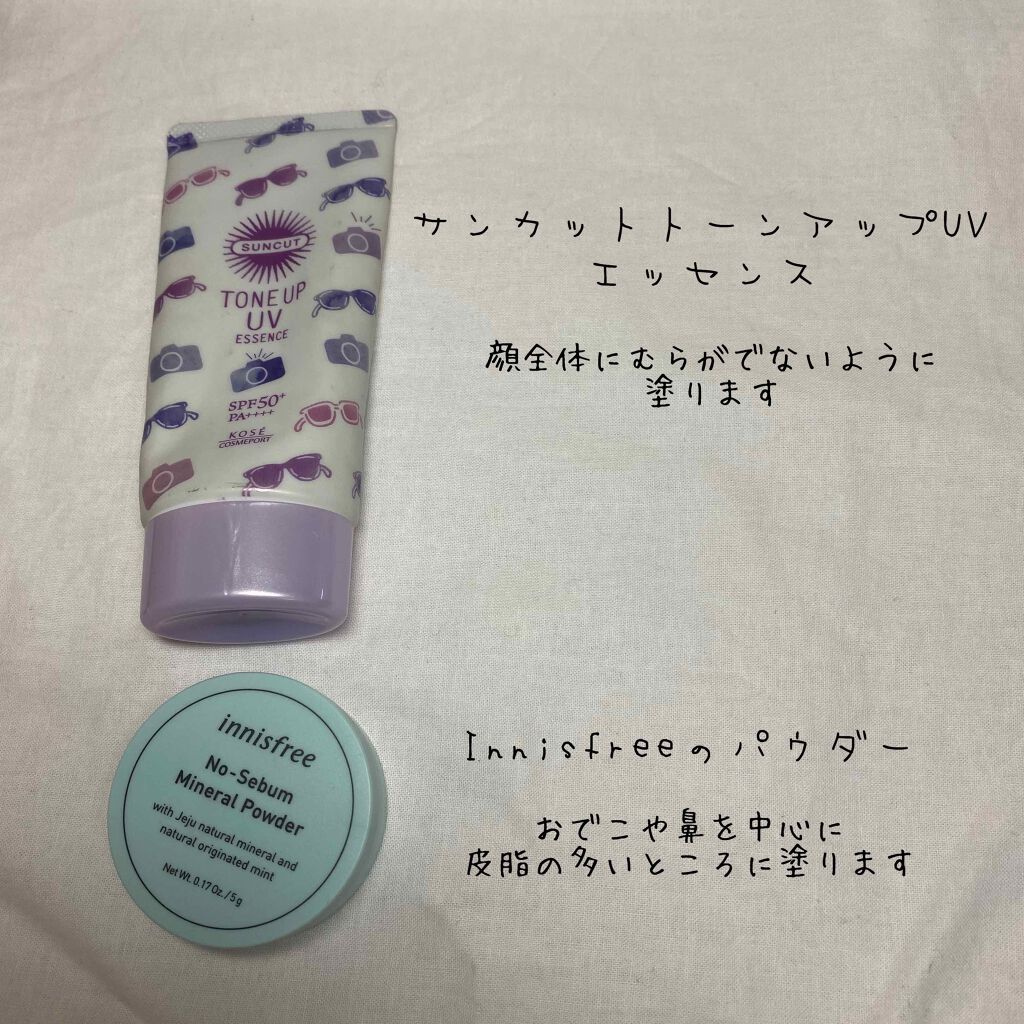 SUNCUT
TONE UP
UV
ESSENCE
SPF50+
PA++++
KOSÉ
COSMEPORT
サンカットトーンアップUV
エッセンス
顔全体にむらがでないように
塗ります
innisfree
No-Sebum
Mineral Powder
with Jeju natural mineral and
natural originated mint
Net Wt. 0.17 Oz. / 5g
Innisfreeのパウダー
おでこや鼻を中心に
皮脂の多いところに塗ります